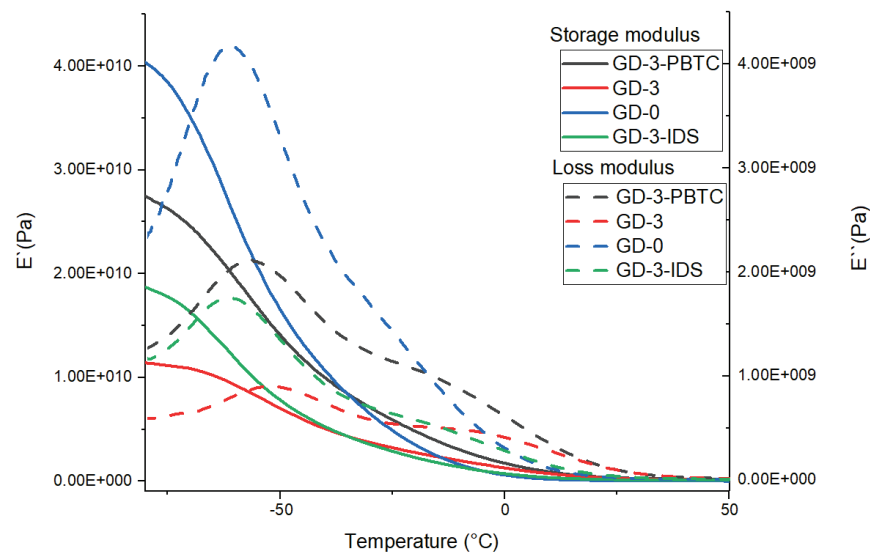 Storage modulus
GD-3-PBTC
GD-3
GD-0
GD-3-IDS
Loss modulus
GD-3-PBTC
GD-3
GD-0
GD-3-IDS
4.00E+010
3.00E+010
2.00E+010
1.00E+010
0.00E+000
E`(Pa)
4.00E+009
3.00E+009
2.00E+009
1.00E+009
0.00E+000
E``(Pa)
-50
0
50
Temperature (°C)